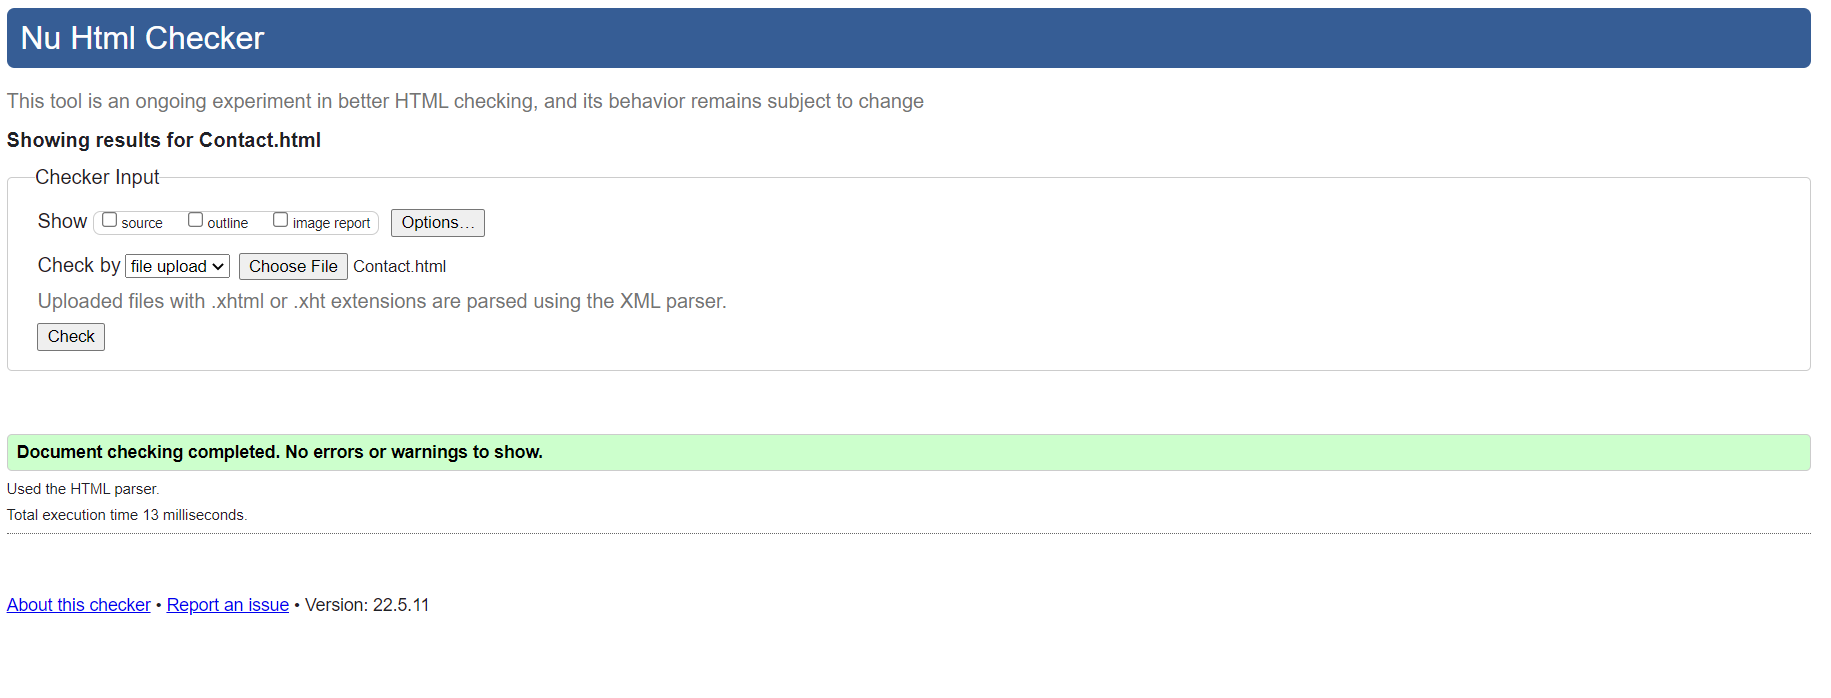 Nu Html Checker
This tool is an ongoing experiment in better HTML checking, and its behavior remains subject to change
Showing results for Contact.html
Checker Input
Show source outline image report Options…
Check by file upload Choose File Contact.html
Uploaded files with .xhtml or .xht extensions are parsed using the XML parser.
Check
Document checking completed. No errors or warnings to show.
Used the HTML parser.
Total execution time 13 milliseconds.
About this checker • Report an issue • Version: 22.5.11